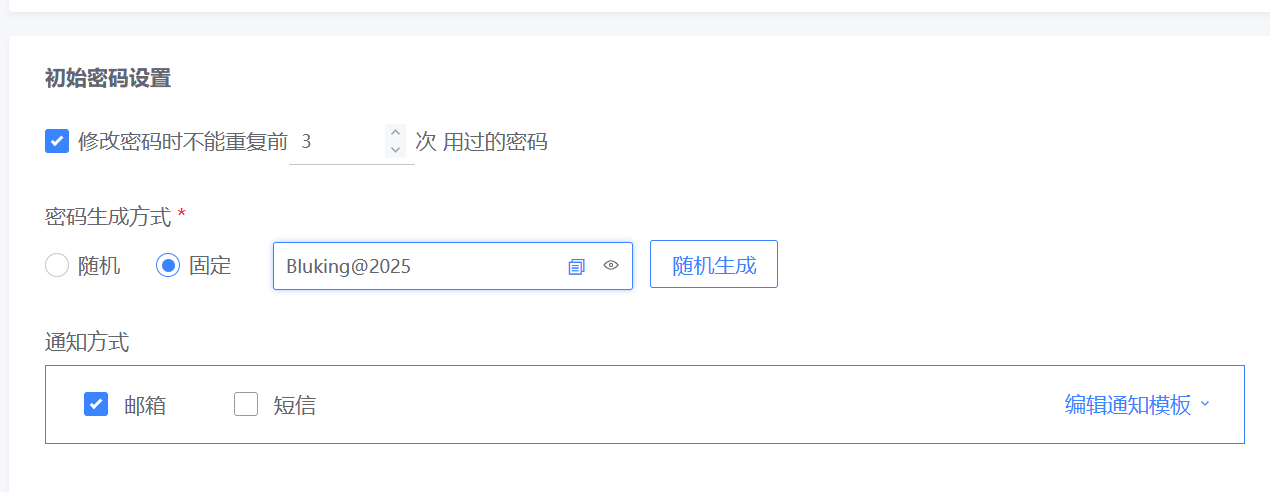 初始密码设置
修改密码时不能重复前 3 次 用过的密码
密码生成方式 *
随机 固定 Bluking@2025 随机生成
通知方式
邮箱 短信 编辑通知模板